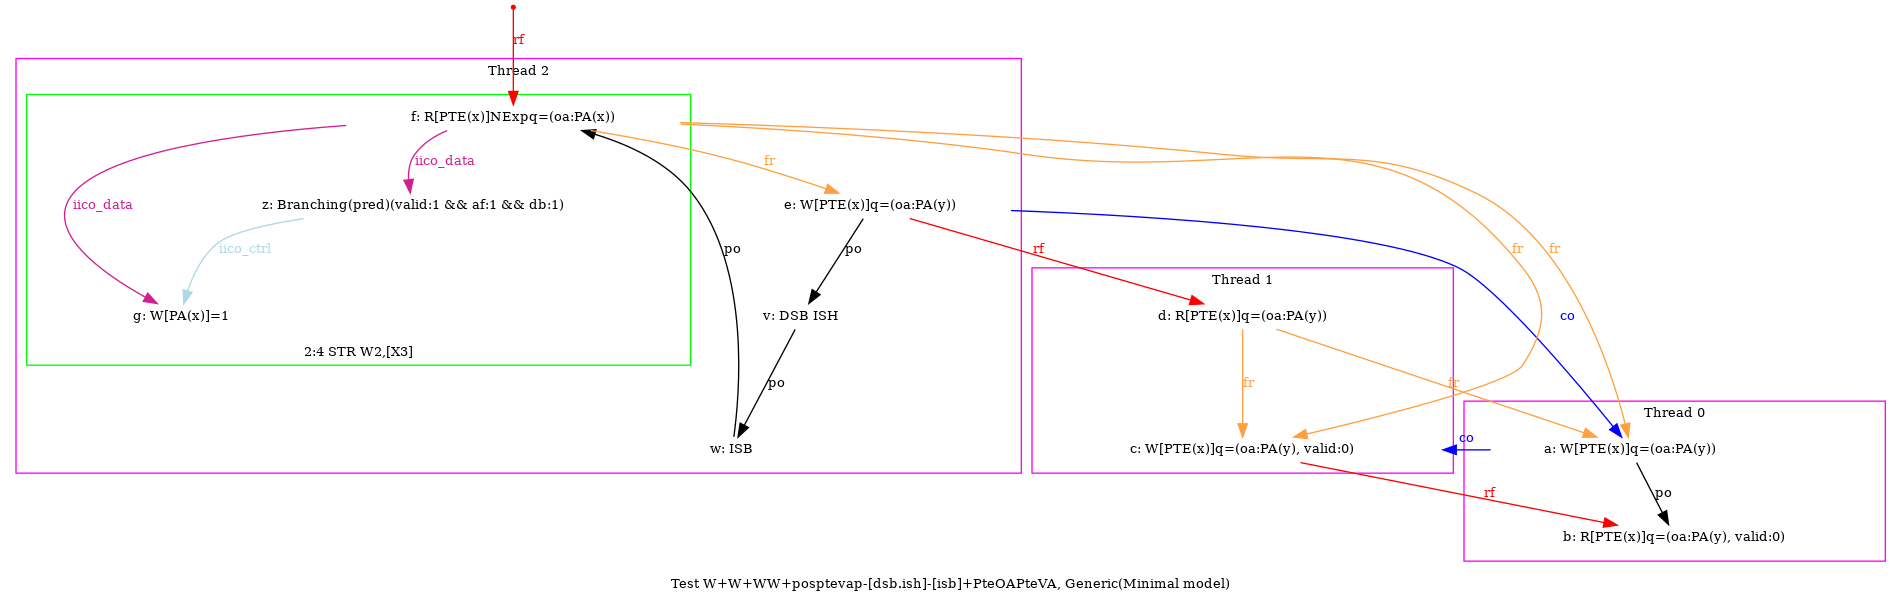 rf
Thread 2
f: R[PTE(x)]NExpq=(oa:PA(x))
iico_data
fr
iico_data
z: Branching(pred)(valid:1 && af:1 && db:1)
e: W[PTE(x)]q=(oa:PA(y))
iico_ctrl
po
po
rf
fr
fr
Thread 1
g: W[PA(x)]=1
v: DSB ISH
d: R[PTE(x)]q=(oa:PA(y))
co
2:4 STR W2,[X3]
po
fr
fr
Thread 0
w: ISB
c: W[PTE(x)]q=(oa:PA(y), valid:0)
co
a: W[PTE(x)]q=(oa:PA(y))
rf
po
b: R[PTE(x)]q=(oa:PA(y), valid:0)
Test W+W+WW+posptevap-[dsb.ish]-[isb]+PteOAPteVA, Generic(Minimal model)